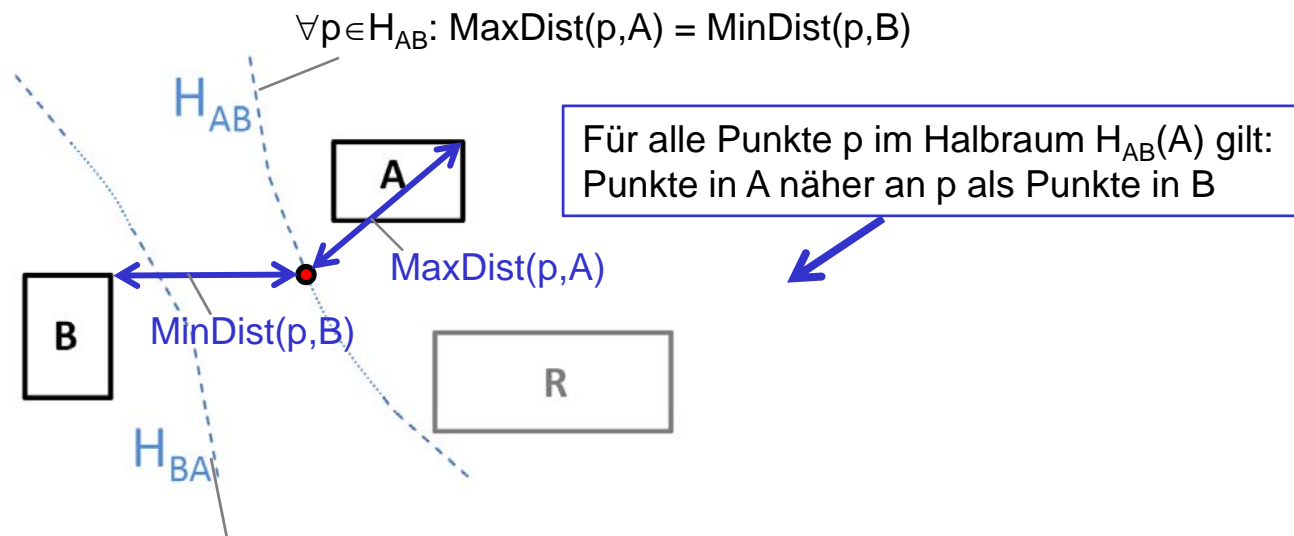 ∀p∈H_AB: MaxDist(p,A) = MinDist(p,B)
H_AB
Für alle Punkte p im Halbraum H_AB(A) gilt:
Punkte in A näher an p als Punkte in B
A
MaxDist(p,A)
B
MinDist(p,B)
R
H_BA